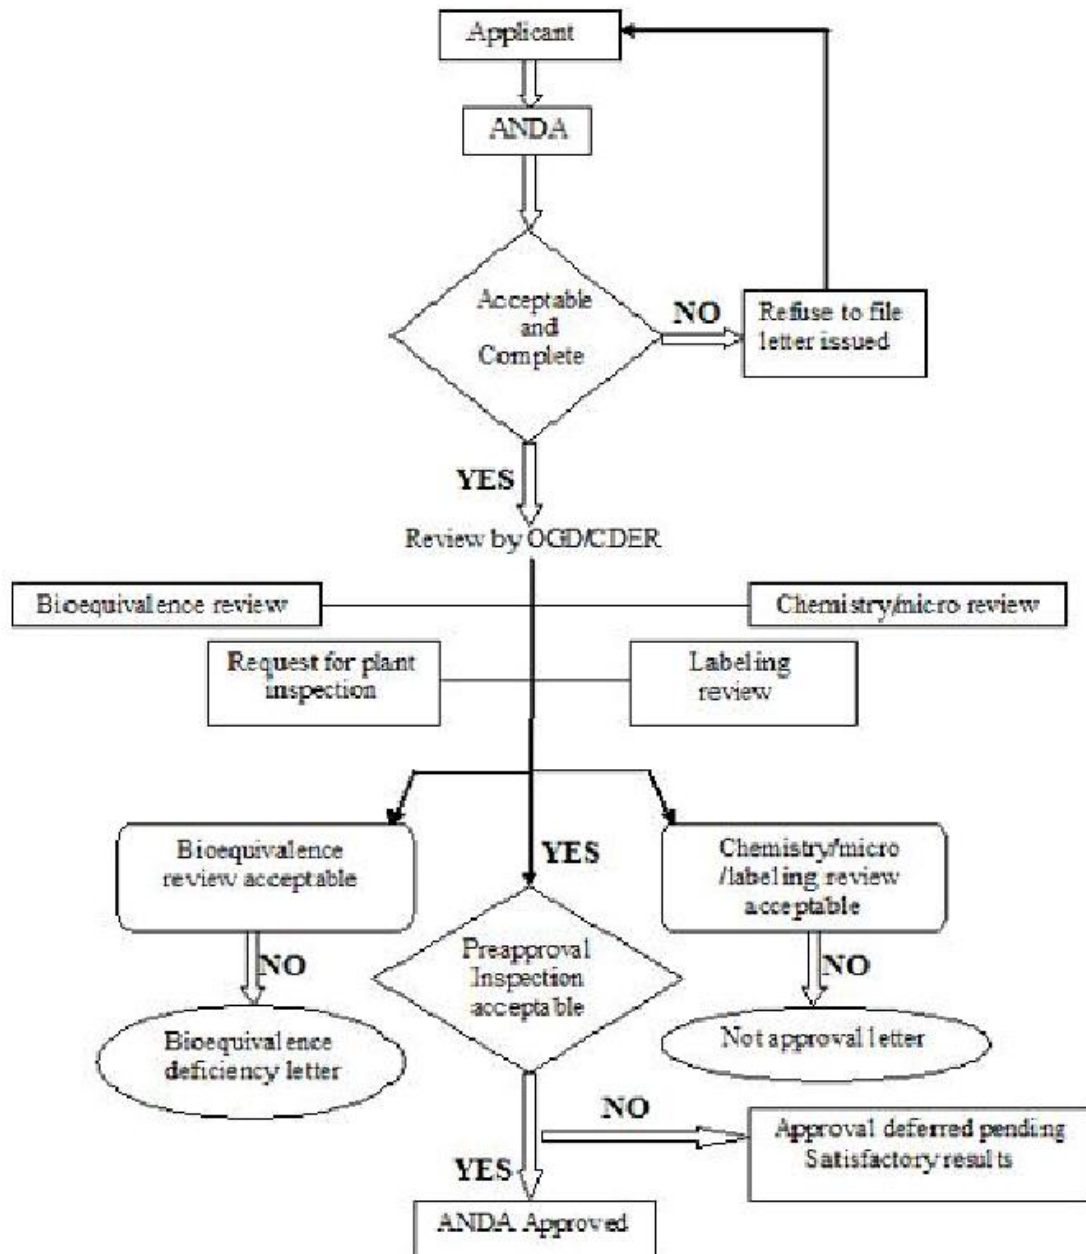 Applicant
ANDA
Acceptable
and
Complete
NO
Refuse to file
letter issued
YES
Review by OGD/CDER
Bioequivalence review
Chemistry/micro review
Request for plant
inspection
Labeling
review
Bioequivalence
review acceptable
YES
Chemistry/micro
/labeling review
acceptable
NO
Preapproval
Inspection
acceptable
NO
Bioequivalence
deficiency letter
Not approval letter
NO
Approval deferred pending
Satisfactory results
YES
ANDA Approved